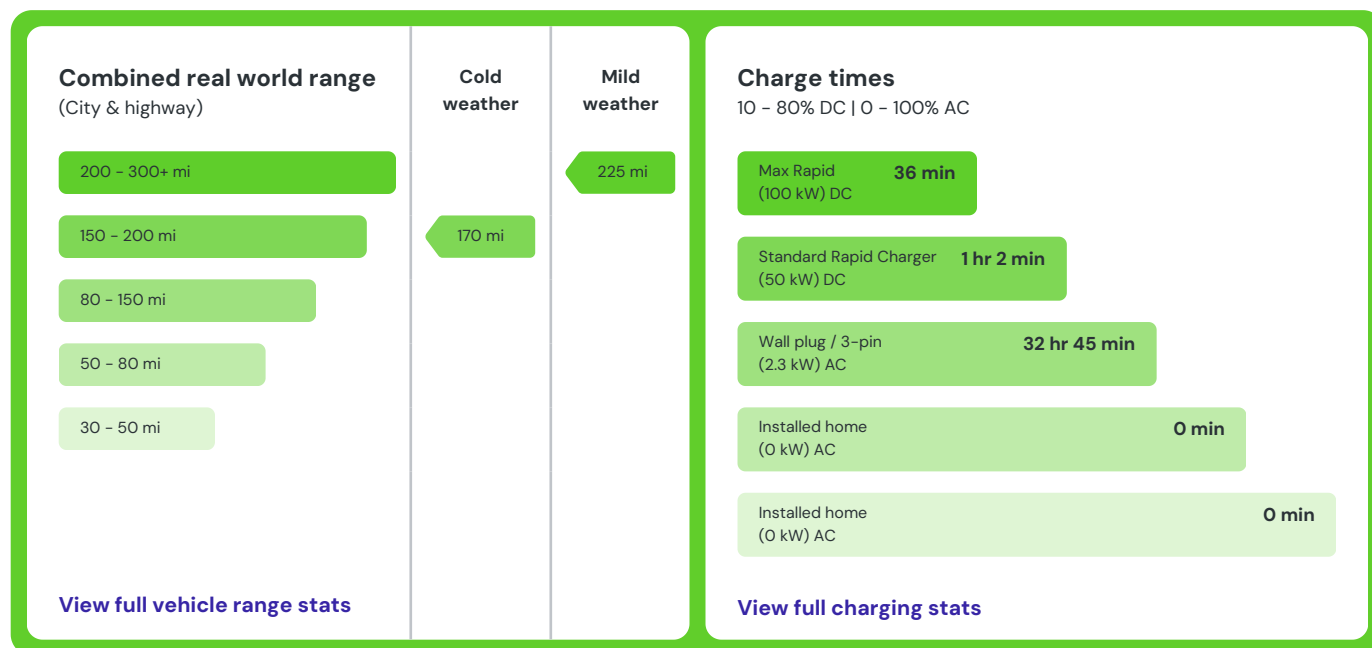 Combined real world range
(City & highway)
Cold
weather
Mild
weather
200 - 300+ mi
225 mi
150 - 200 mi
170 mi
80 - 150 mi
50 - 80 mi
30 - 50 mi
View full vehicle range stats
Charge times
10 - 80% DC | 0 - 100% AC
Max Rapid
(100 kW) DC
36 min
Standard Rapid Charger
(50 kW) DC
1 hr 2 min
Wall plug / 3-pin
(2.3 kW) AC
32 hr 45 min
Installed home
(0 kW) AC
0 min
Installed home
(0 kW) AC
0 min
View full charging stats